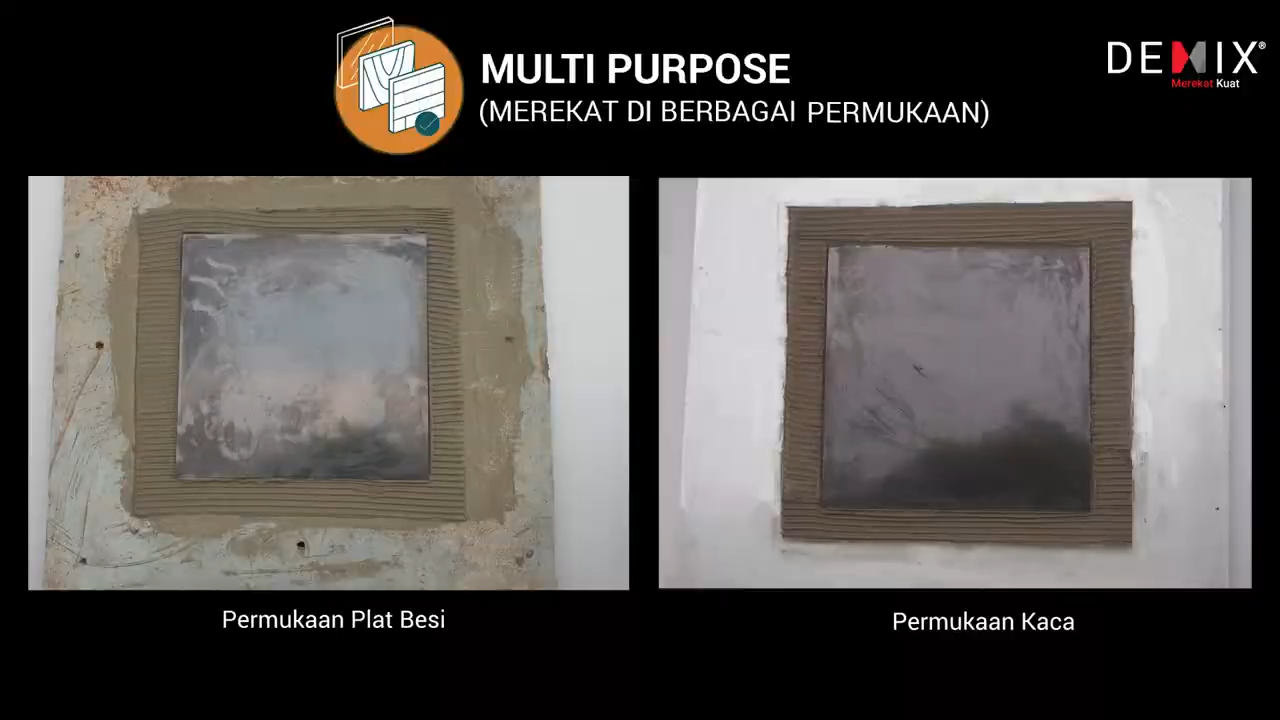 MULTI PURPOSE
(MEREKAT DI BERBAGAI PERMUKAAN)
DEMIX®
Merekat Kuat
Permukaan Plat Besi
Permukaan Kaca